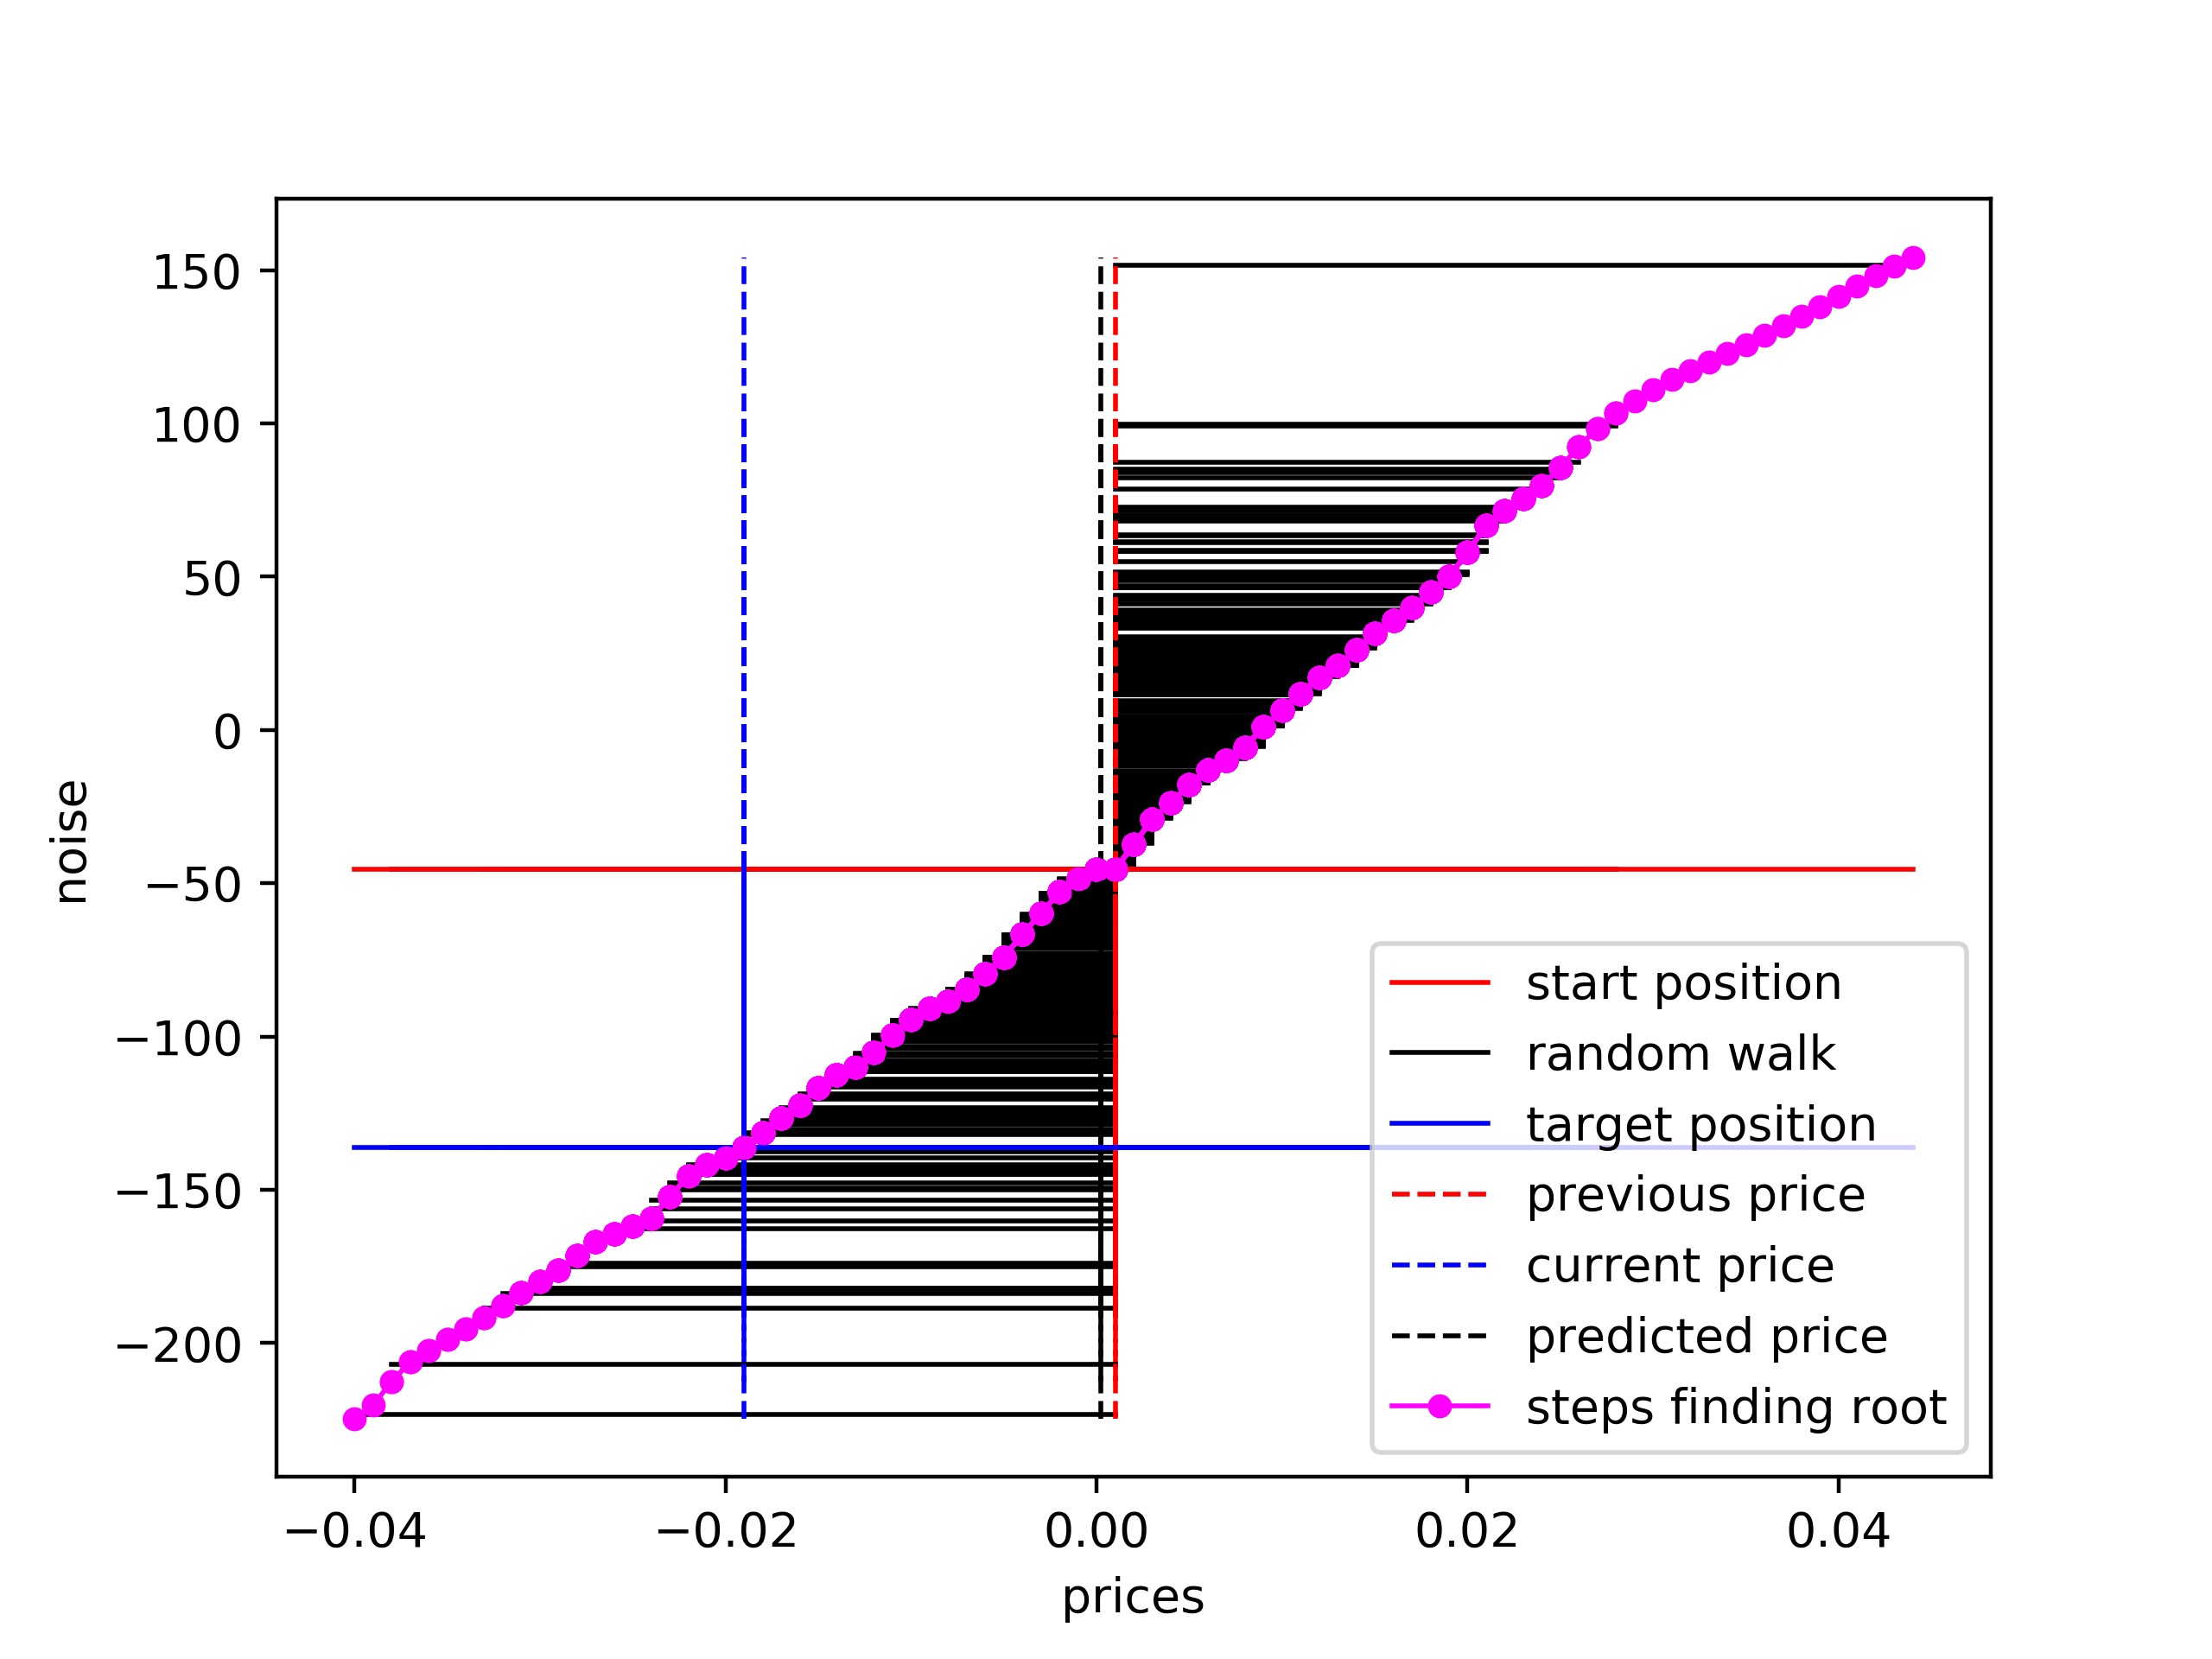 150
100
50
0
−50
−100
−150
−200
noise
−0.04
−0.02
0.00
0.02
0.04
prices
start position
random walk
target position
previous price
current price
predicted price
steps finding root